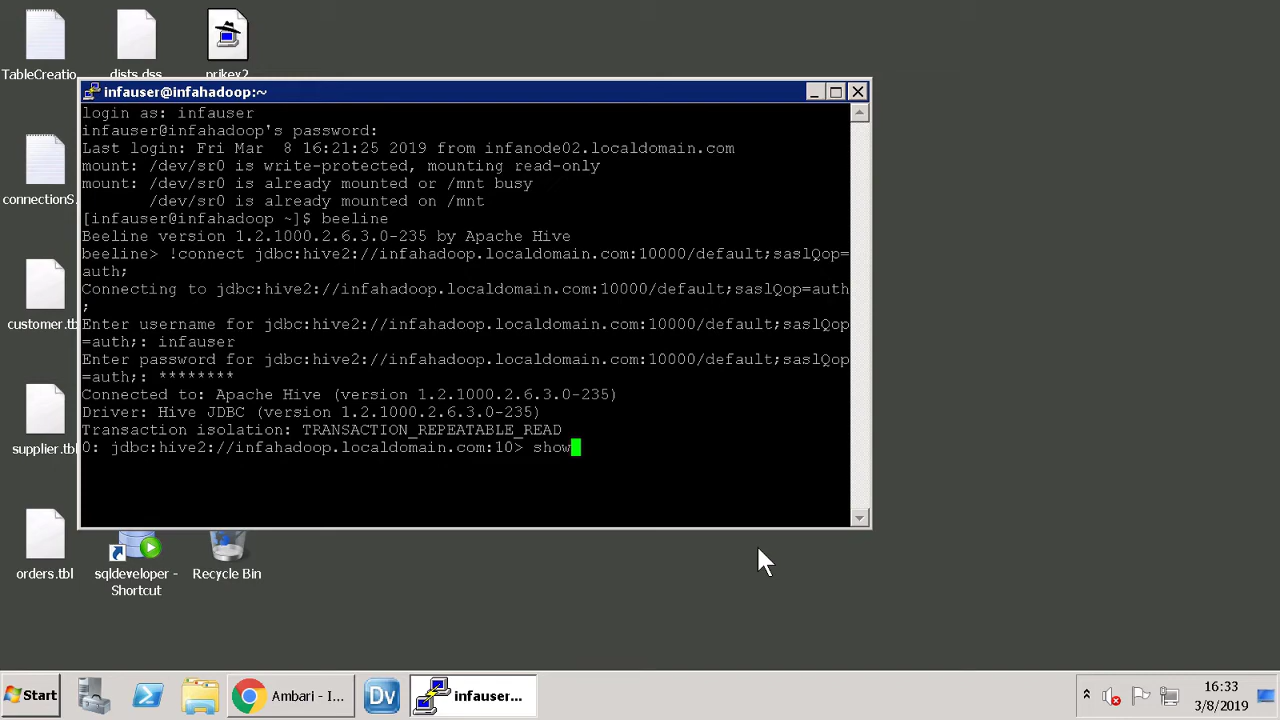 TableCreatio
dists.dss
prikey2
infauser@infahadoop:~
login as: infauser
infauser@infahadoop's password:
Last login: Fri Mar  8 16:21:25 2019 from infanode02.localdomain.com
mount: /dev/sr0 is write-protected, mounting read-only
mount: /dev/sr0 is already mounted or /mnt busy
       /dev/sr0 is already mounted on /mnt
[infauser@infahadoop ~]$ beeline
Beeline version 1.2.1000.2.6.3.0-235 by Apache Hive
beeline> !connect jdbc:hive2://infahadoop.localdomain.com:10000/default;saslQop=
auth;
Connecting to jdbc:hive2://infahadoop.localdomain.com:10000/default;saslQop=auth
;
Enter username for jdbc:hive2://infahadoop.localdomain.com:10000/default;saslQop
=auth;: infauser
Enter password for jdbc:hive2://infahadoop.localdomain.com:10000/default;saslQop
=auth;: ********
Connected to: Apache Hive (version 1.2.1000.2.6.3.0-235)
Driver: Hive JDBC (version 1.2.1000.2.6.3.0-235)
Transaction isolation: TRANSACTION_REPEATABLE_READ
0: jdbc:hive2://infahadoop.localdomain.com:10> show
connectionS.
customer.tb
supplier.tbl
orders.tbl
sqldeveloper -
Shortcut
Recycle Bin
Start
Ambari - I...
Dv
infauser...
16:33
3/8/2019